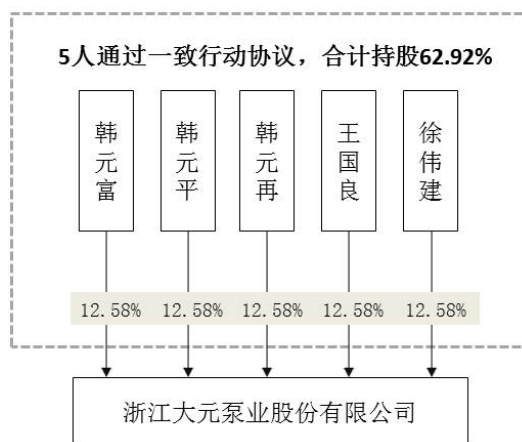 5人通过一致行动协议，合计持股62.92%
韩元富
韩元平
韩元再
王国良
徐伟建
12.58% 12.58% 12.58% 12.58% 12.58%
浙江大元泵业股份有限公司